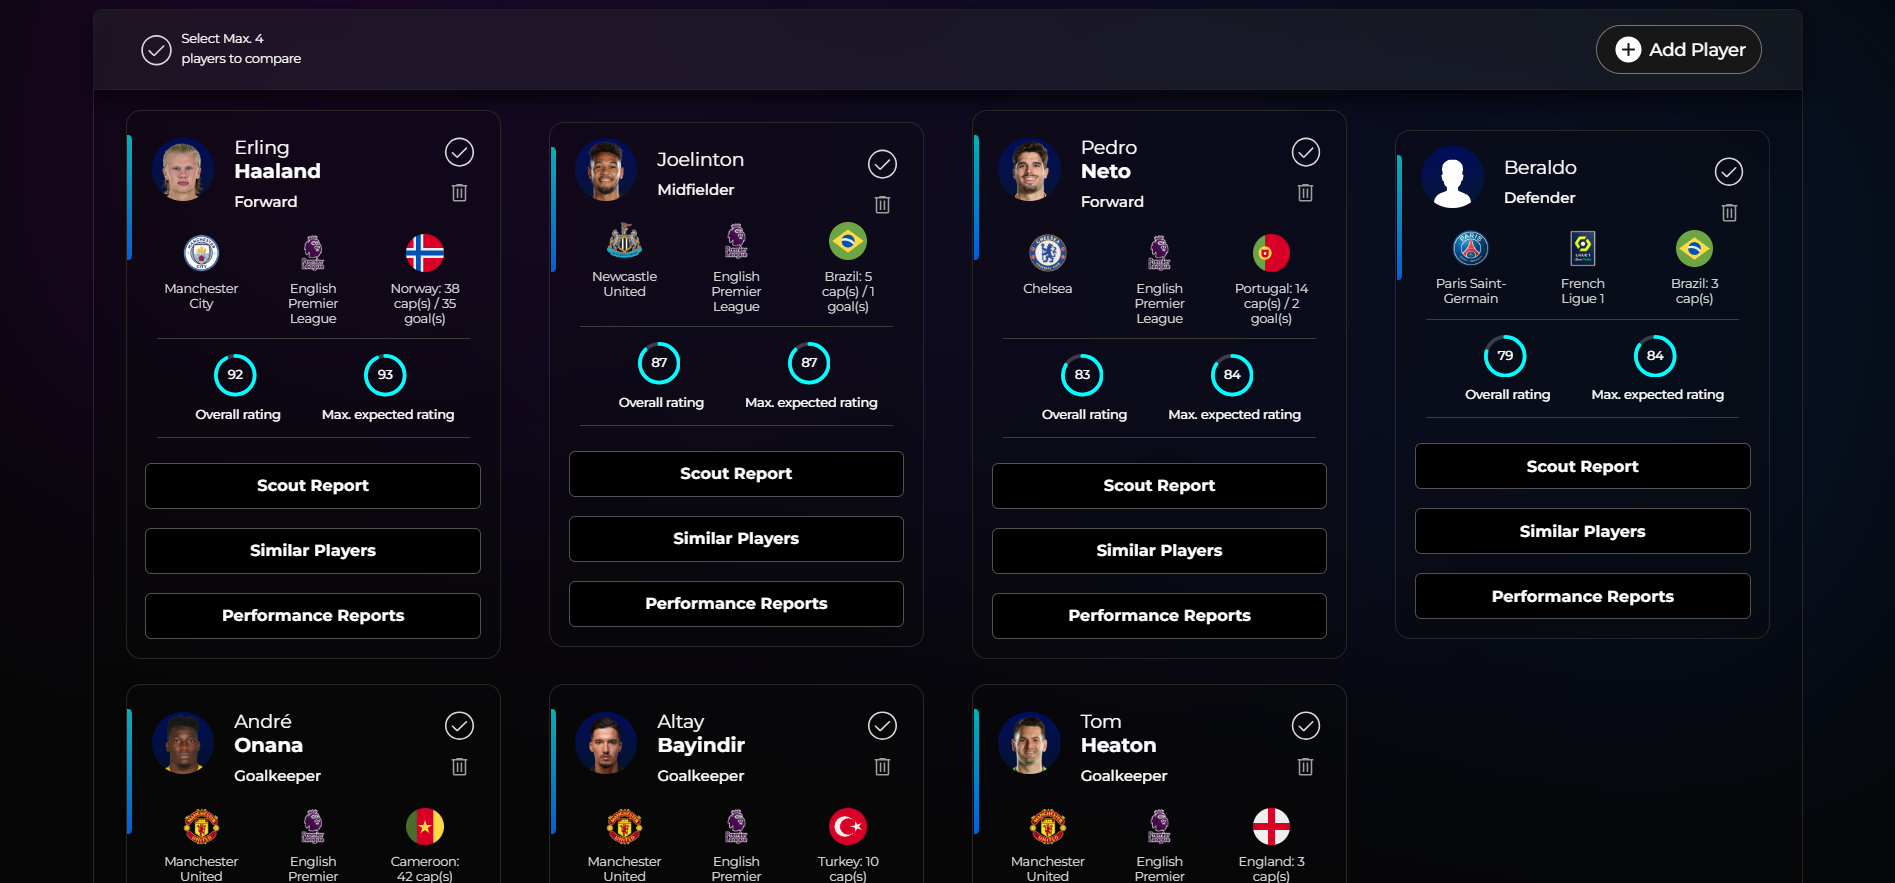 Select Max. 4
players to compare
Add Player
Erling
Haaland
Forward
Manchester
City
English
Premier
League
Norway: 38
cap(s) / 35
goal(s)
92
93
Overall rating
Max. expected rating
Scout Report
Similar Players
Performance Reports
Joelinton
Midfielder
Newcastle
United
English
Premier
League
Brazil: 5
cap(s) / 1
goal(s)
87
87
Overall rating
Max. expected rating
Scout Report
Similar Players
Performance Reports
Pedro
Neto
Forward
Chelsea
English
Premier
League
Portugal: 14
cap(s) / 2
goal(s)
83
84
Overall rating
Max. expected rating
Scout Report
Similar Players
Performance Reports
Beraldo
Defender
Paris Saint-
Germain
French
Ligue 1
Brazil: 3
cap(s)
79
84
Overall rating
Max. expected rating
Scout Report
Similar Players
Performance Reports
André
Onana
Goalkeeper
Manchester
United
English
Premier
Cameroon:
42 cap(s)
Altay
Bayindir
Goalkeeper
Manchester
United
English
Premier
Turkey: 10
cap(s)
Tom
Heaton
Goalkeeper
Manchester
United
English
Premier
England: 3
cap(s)